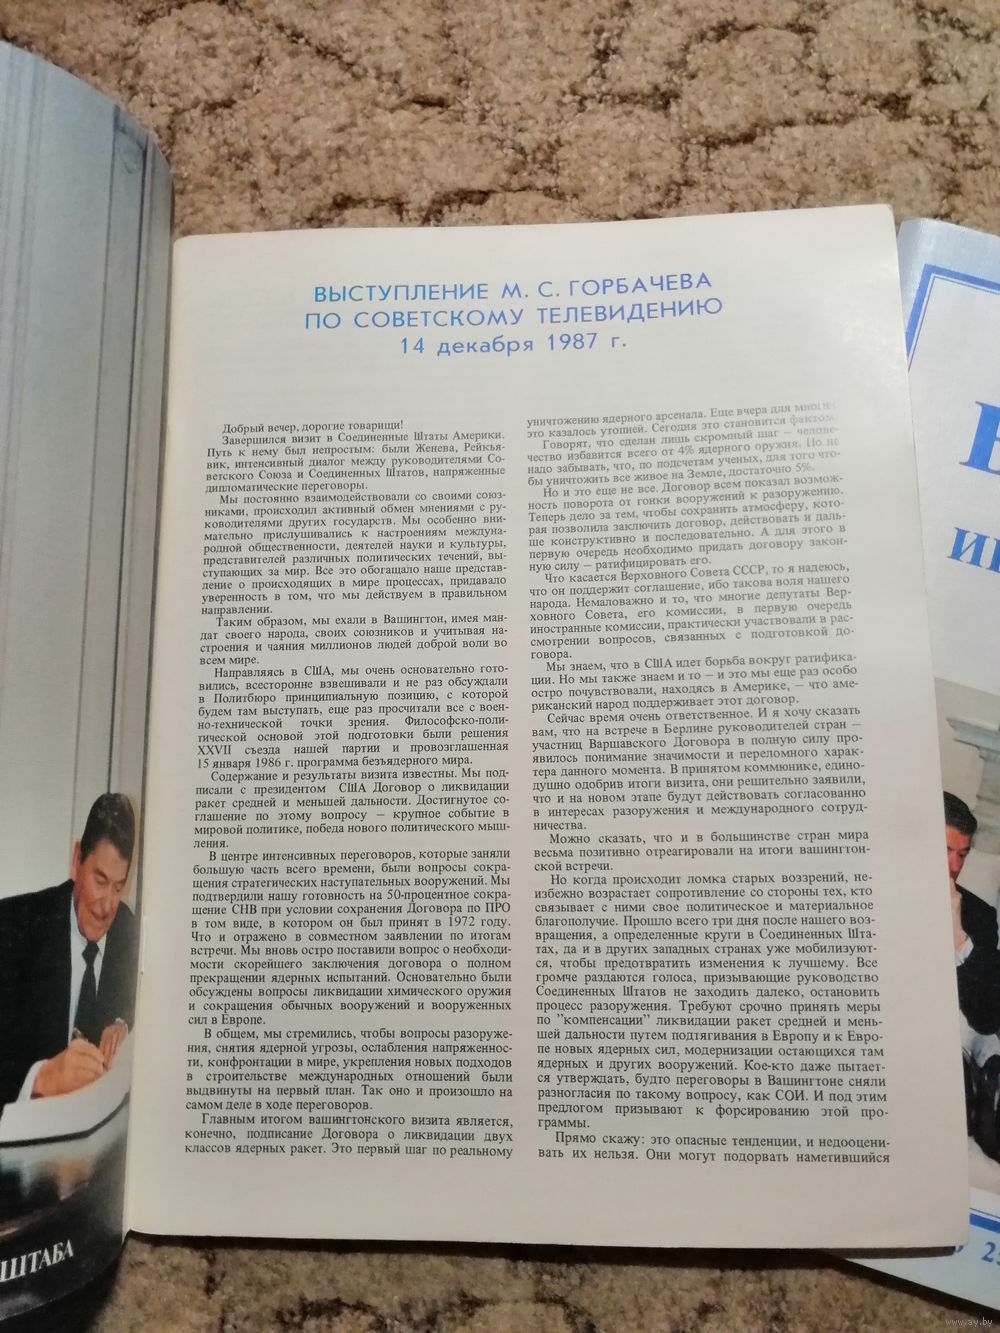 ВЫСТУПЛЕНИЕ М. С. ГОРБАЧЕВА
ПО СОВЕТСКОМУ ТЕЛЕВИДЕНИЮ
14 декабря 1987 г.
Добрый вечер, дорогие товарищи!
Завершился визит в Соединенные Штаты Америки.
Путь к нему был непростым: были Женева, Рейкья-
вик, интенсивный диалог между руководителями Со-
ветского Союза и Соединенных Штатов, напряженные
дипломатические переговоры.
Мы постоянно взаимодействовали со своими союз-
никами, происходил активный обмен мнениями с ру-
ководителями других государств. Мы особенно вни-
мательно прислушивались к настроениям междуна-
родной общественности, деятелей науки и культуры,
представителей различных политических течений, вы-
ступающих за мир. Все это обогащало наше представ-
ление о происходящих в мире процессах, придавало
уверенность в том, что мы действуем в правильном
направлении.
Таким образом, мы ехали в Вашингтон, имея ман-
дат своего народа, своих союзников и учитывая на-
строения и чаяния миллионов людей доброй воли во
всем мире.
Направляясь в США, мы очень основательно гото-
вились, всесторонне взвешивали и не раз обсуждали
в Политбюро принципиальную позицию, с которой
будем там выступать, еще раз просчитали все с воен-
но-технической точки зрения. Философско-поли-
тической основой этой подготовки были решения
XXVII съезда нашей партии и провозглашенная
15 января 1986 г. программа безъядерного мира.
Содержание и результаты визита известны. Мы под-
писали с президентом США Договор о ликвидации
ракет средней и меньшей дальности. Достигнутое со-
глашение по этому вопросу — крупное событие в
мировой политике, победа нового политического мыш-
ления.
В центре интенсивных переговоров, которые заняли
большую часть всего времени, были вопросы сокра-
щения стратегических наступательных вооружений. Мы
подтвердили нашу готовность на 50-процентное сокра-
щение СНВ при условии сохранения Договора по ПРО
в том виде, в котором он был принят в 1972 году.
Что и отражено в совместном заявлении по итогам
встречи. Мы вновь остро поставили вопрос о необходи-
мости скорейшего заключения договора о полном
прекращении ядерных испытаний. Основательно были
обсуждены вопросы ликвидации химического оружия
и сокращения обычных вооружений и вооруженных
сил в Европе.
В общем, мы стремились, чтобы вопросы разоруже-
ния, снятия ядерной угрозы, ослабления напряженнос-
ти, конфронтации в мире, укрепления новых подходов
в строительстве международных отношений были
выдвинуты на первый план. Так оно и произошло на
самом деле в ходе переговоров.
Главным итогом вашингтонского визита является,
конечно, подписание Договора о ликвидации двух
классов ядерных ракет. Это первый шаг по реальному
уничтожению ядерного арсенала. Еще вчера для многих
это казалось утопией. Сегодня это становится фактом.
Говорят, что сделан лишь скромный шаг — челове-
чество избавится всего от 4% ядерного оружия. Но не
надо забывать, что, по подсчетам ученых, для того что-
бы уничтожить все живое на Земле, достаточно 5%.
Но и это еще не все. Договор всем показал возмож-
ность поворота от гонки вооружений к разоружению.
Теперь дело за тем, чтобы сохранить атмосферу, кото-
рая позволила заключить договор, действовать и даль-
ше конструктивно и последовательно. А для этого в
первую очередь необходимо придать договору закон-
ную силу — ратифицировать его.
Что касается Верховного Совета СССР, то я надеюсь,
что он поддержит соглашение, ибо такова воля нашего
народа. Немаловажно и то, что многие депутаты Вер-
ховного Совета, его комиссии, в первую очередь
иностранные комиссии, практически участвовали в рас-
смотрении вопросов, связанных с подготовкой до-
говора.
Мы знаем, что в США идет борьба вокруг ратифика-
ции. Но мы также знаем и то — и это мы еще раз особо
остро почувствовали, находясь в Америке, — что аме-
риканский народ поддерживает этот договор.
Сейчас время очень ответственное. И я хочу сказать
вам, что на встрече в Берлине руководителей стран —
участниц Варшавского Договора в полную силу про-
явилось понимание значимости и переломного харак-
тера данного момента. В принятом коммюнике, едино-
душно одобрив итоги визита, они решительно заявили,
что и на новом этапе будут действовать согласованно
в интересах разоружения и международного сотруд-
ничества.
Можно сказать, что и в большинстве стран мира
весьма позитивно отреагировали на итоги вашингтон-
ской встречи.
Но когда происходит ломка старых воззрений, не-
избежно возрастает сопротивление со стороны тех, кто
связывает с ними свое политическое и материальное
благополучие. Прошло всего три дня после нашего воз-
вращения, а определенные круги в Соединенных Шта-
тах, да и в других западных странах уже мобилизуют-
ся, чтобы предотвратить изменения к лучшему. Все
громче раздаются голоса, призывающие руководство
Соединенных Штатов не заходить далеко, остановить
процесс разоружения. Требуют срочно принять меры
по "компенсации" ликвидации ракет средней и мень-
шей дальности путем подтягивания в Европу и к Евро-
пе новых ядерных сил, модернизации остающихся там
ядерных и других вооружений. Кое-кто даже пытает-
ся утверждать, будто переговоры в Вашингтоне сняли
разногласия по такому вопросу, как СОИ. И под этим
предлогом призывают к форсированию этой про-
граммы.
Прямо скажу: это опасные тенденции, и недооцени-
вать их нельзя. Они могут подорвать наметившийся
ШТАБА
www.ay.by